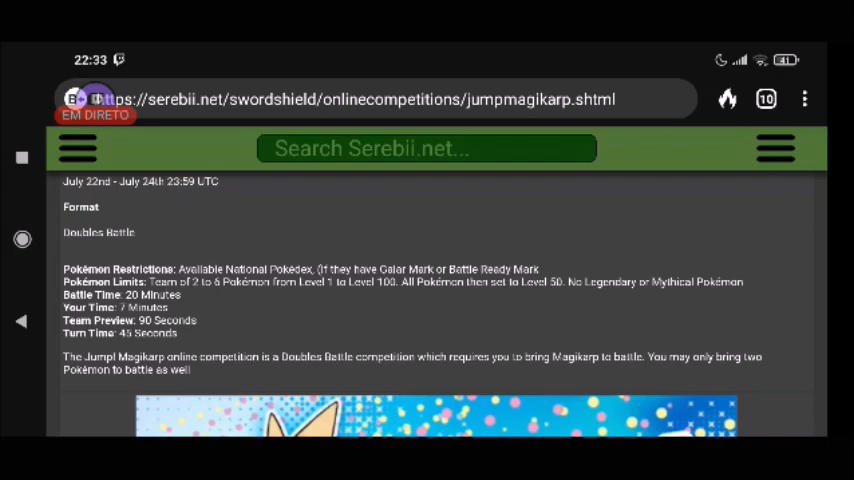 22:33
41
https://serebii.net/swordshield/onlinecompetitions/jumpmagikarp.shtml
10
EM DIRETO
Search Serebii.net...
July 22nd - July 24th 23:59 UTC
Format
Doubles Battle
Pokémon Restrictions: Available National Pokédex, (If they have Galar Mark or Battle Ready Mark
Pokémon Limits: Team of 2 to 6 Pokémon from Level 1 to Level 100. All Pokémon then set to Level 50. No Legendary or Mythical Pokémon
Battle Time: 20 Minutes
Your Time: 7 Minutes
Team Preview: 90 Seconds
Turn Time: 45 Seconds
The Jump! Magikarp online competition is a Doubles Battle competition which requires you to bring Magikarp to battle. You may only bring two
Pokémon to battle as well